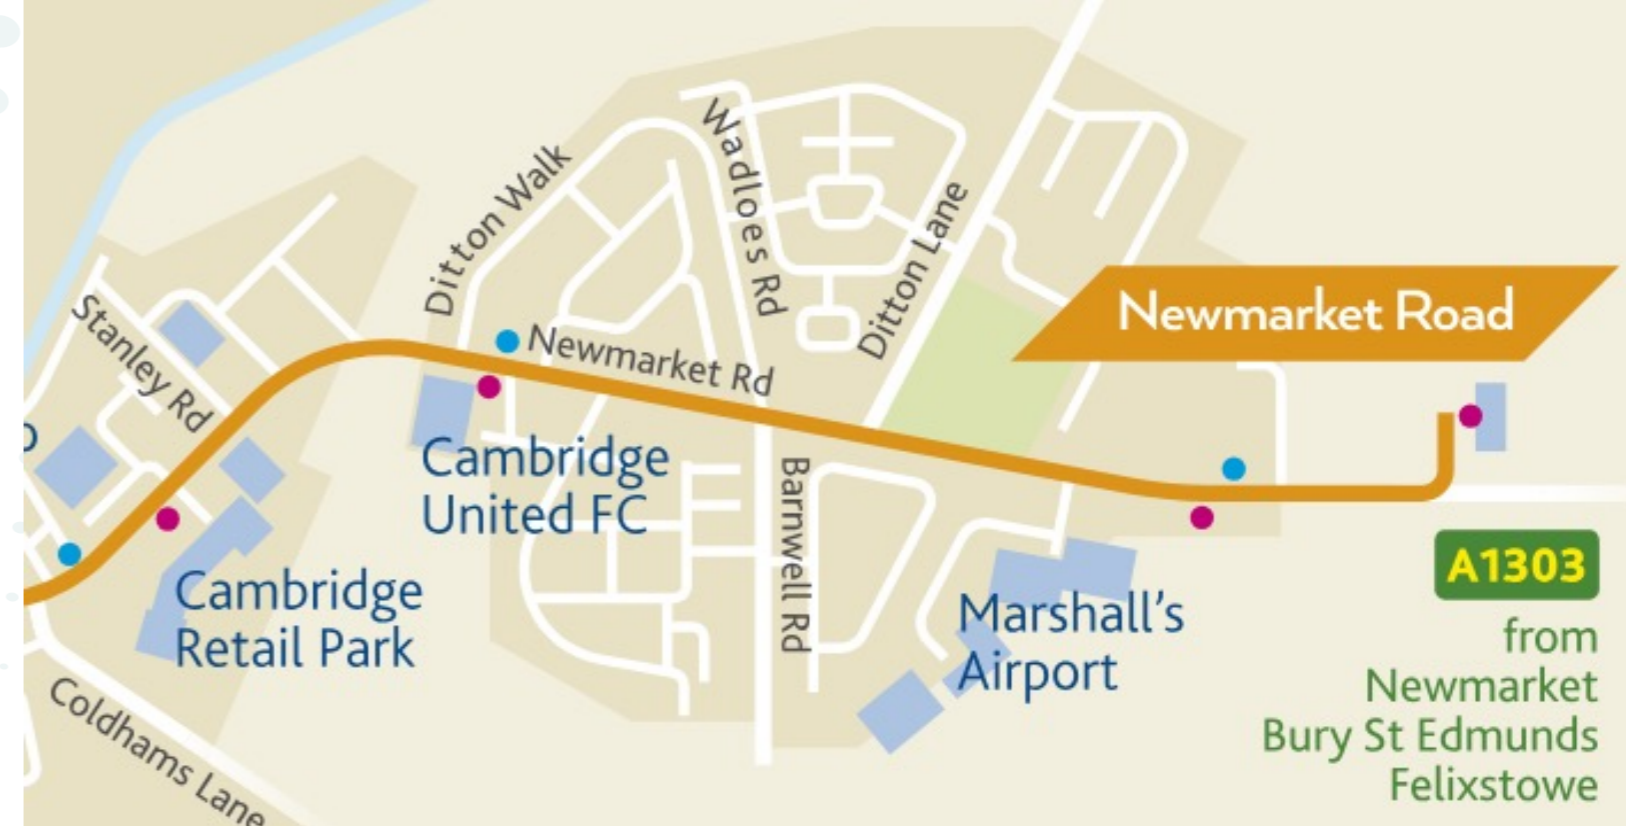 Wadloes Rd
Ditton Walk
Ditton Lane
Stanley Rd
Newmarket Road
Newmarket Rd
Cambridge
United FC
Barnwell Rd
Cambridge
Retail Park
Marshall's
Airport
A1303
from
Newmarket
Bury St Edmunds
Felixstowe
Coldhams Lane